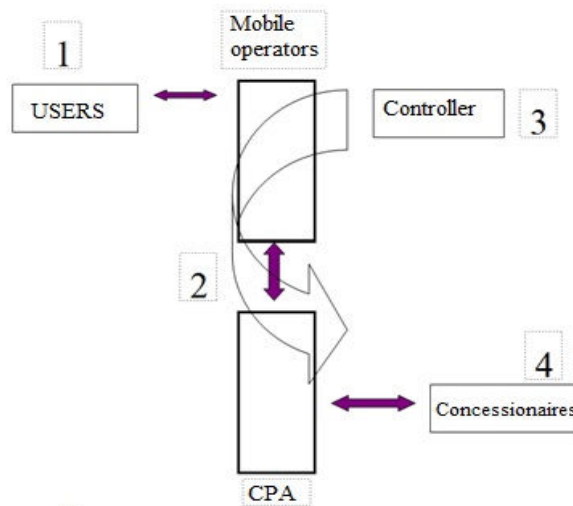 1
Mobile
operators
USERS
Controller
3
2
4
Concessionaires
CPA